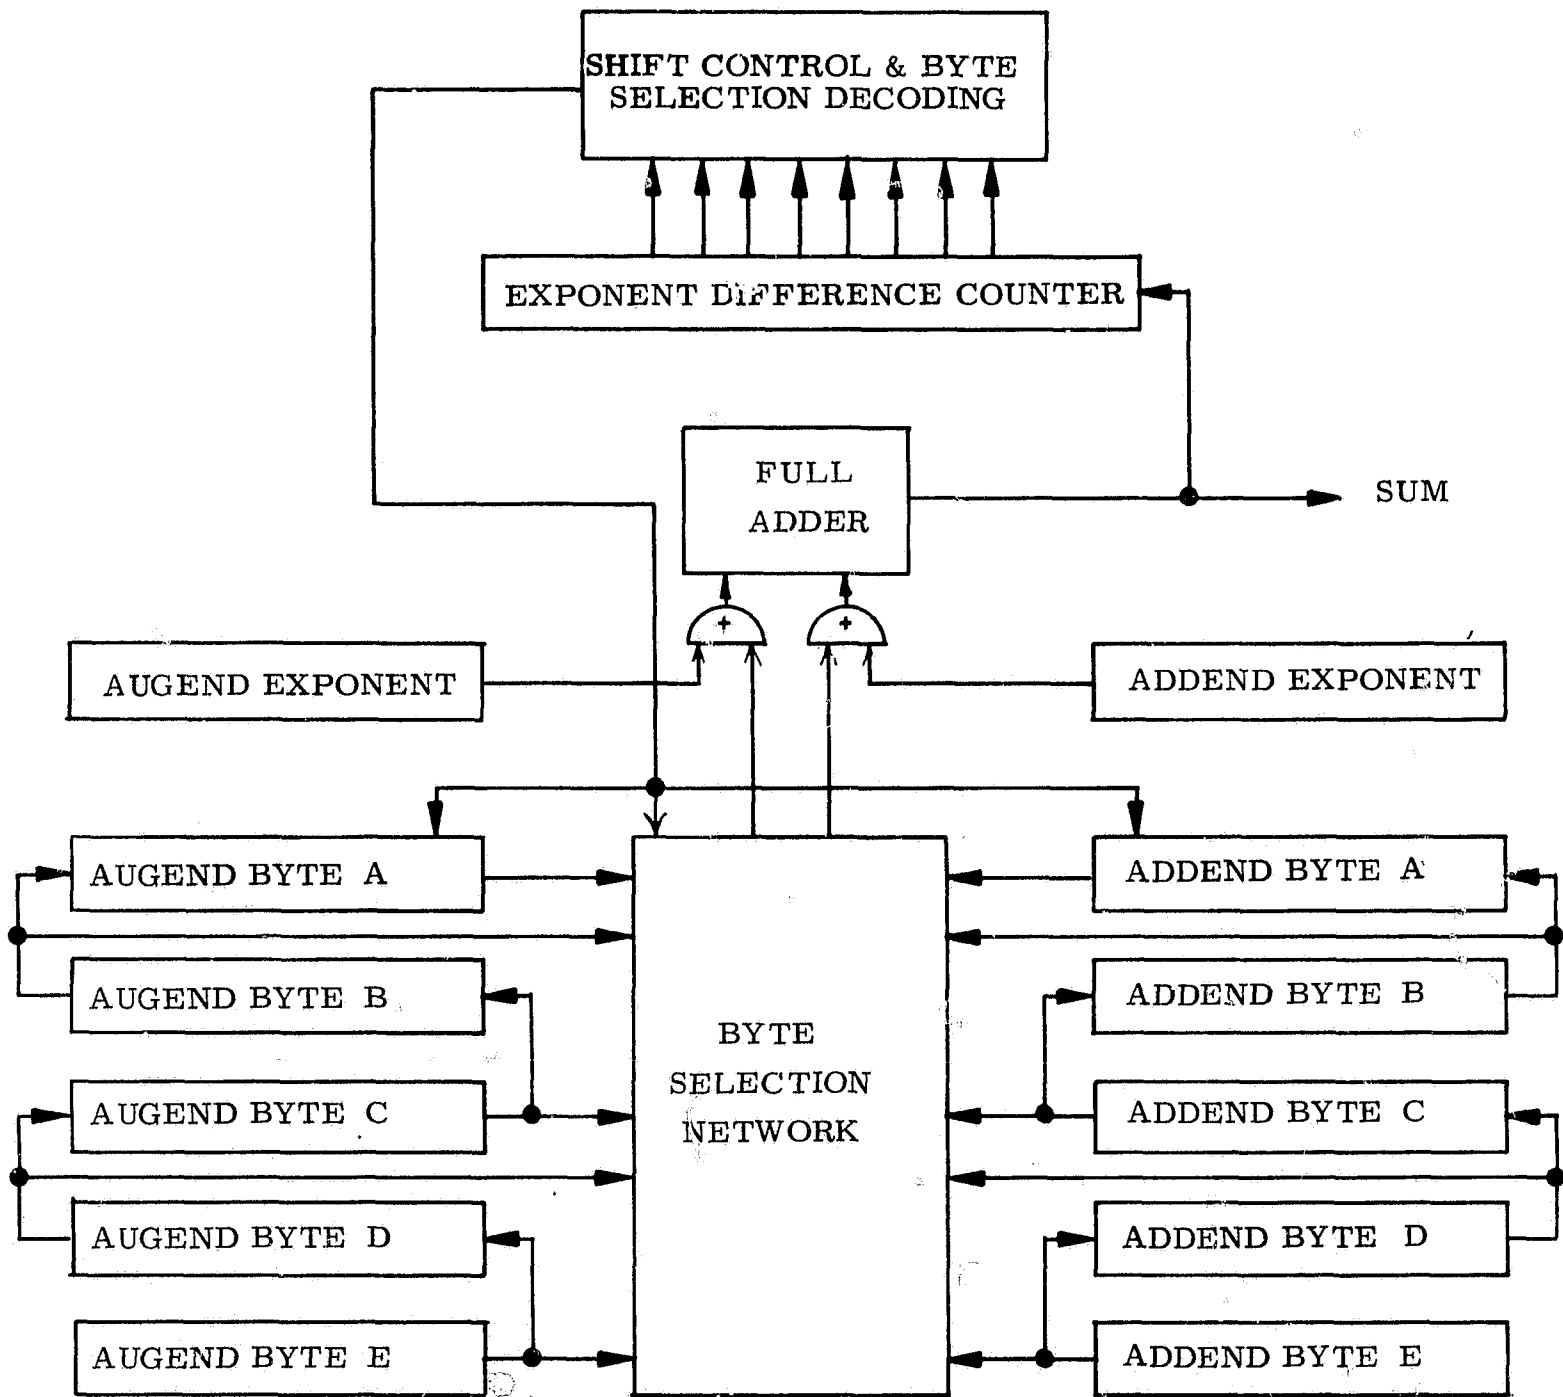 SHIFT CONTROL & BYTE
SELECTION DECODING
EXPONENT DIFFERENCE COUNTER
FULL
ADDER
SUM
+
+
AUGEND EXPONENT
ADDEND EXPONENT
AUGEND BYTE A
ADDEND BYTE A
AUGEND BYTE B
ADDEND BYTE B
BYTE
SELECTION
NETWORK
AUGEND BYTE C
ADDEND BYTE C
AUGEND BYTE D
ADDEND BYTE D
AUGEND BYTE E
ADDEND BYTE E